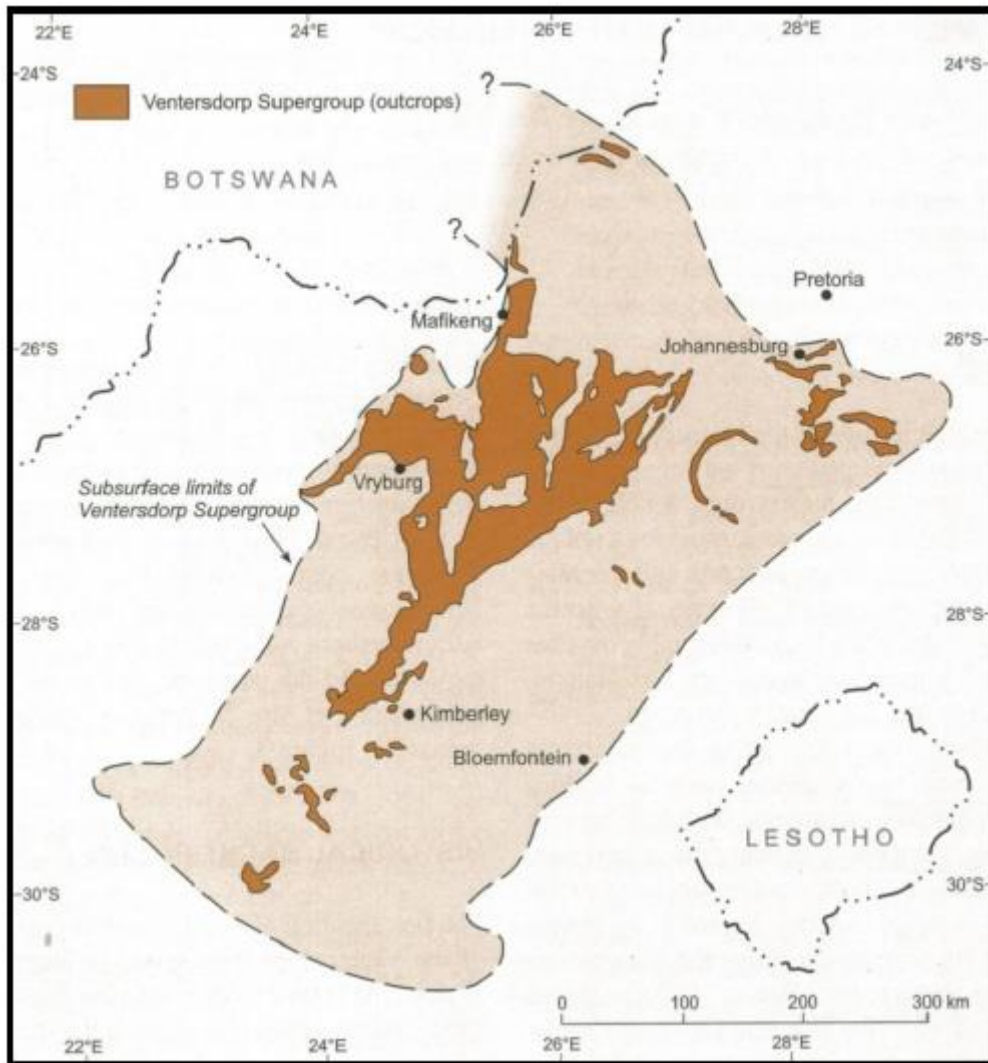 22°E 24°E 26°E 28°E
24°S 24°S
?
Ventersdorp Supergroup (outcrops)
BOTSWANA
?
Pretoria
Mafikeng
26°S 26°S
Johannesburg
Vryburg
Subsurface limits of
Ventersdorp Supergroup
28°S 28°S
Kimberley
Bloemfontein
LESOTHO
30°S 30°S
0 100 200 300 km
22°E 24°E 26°E 28°E